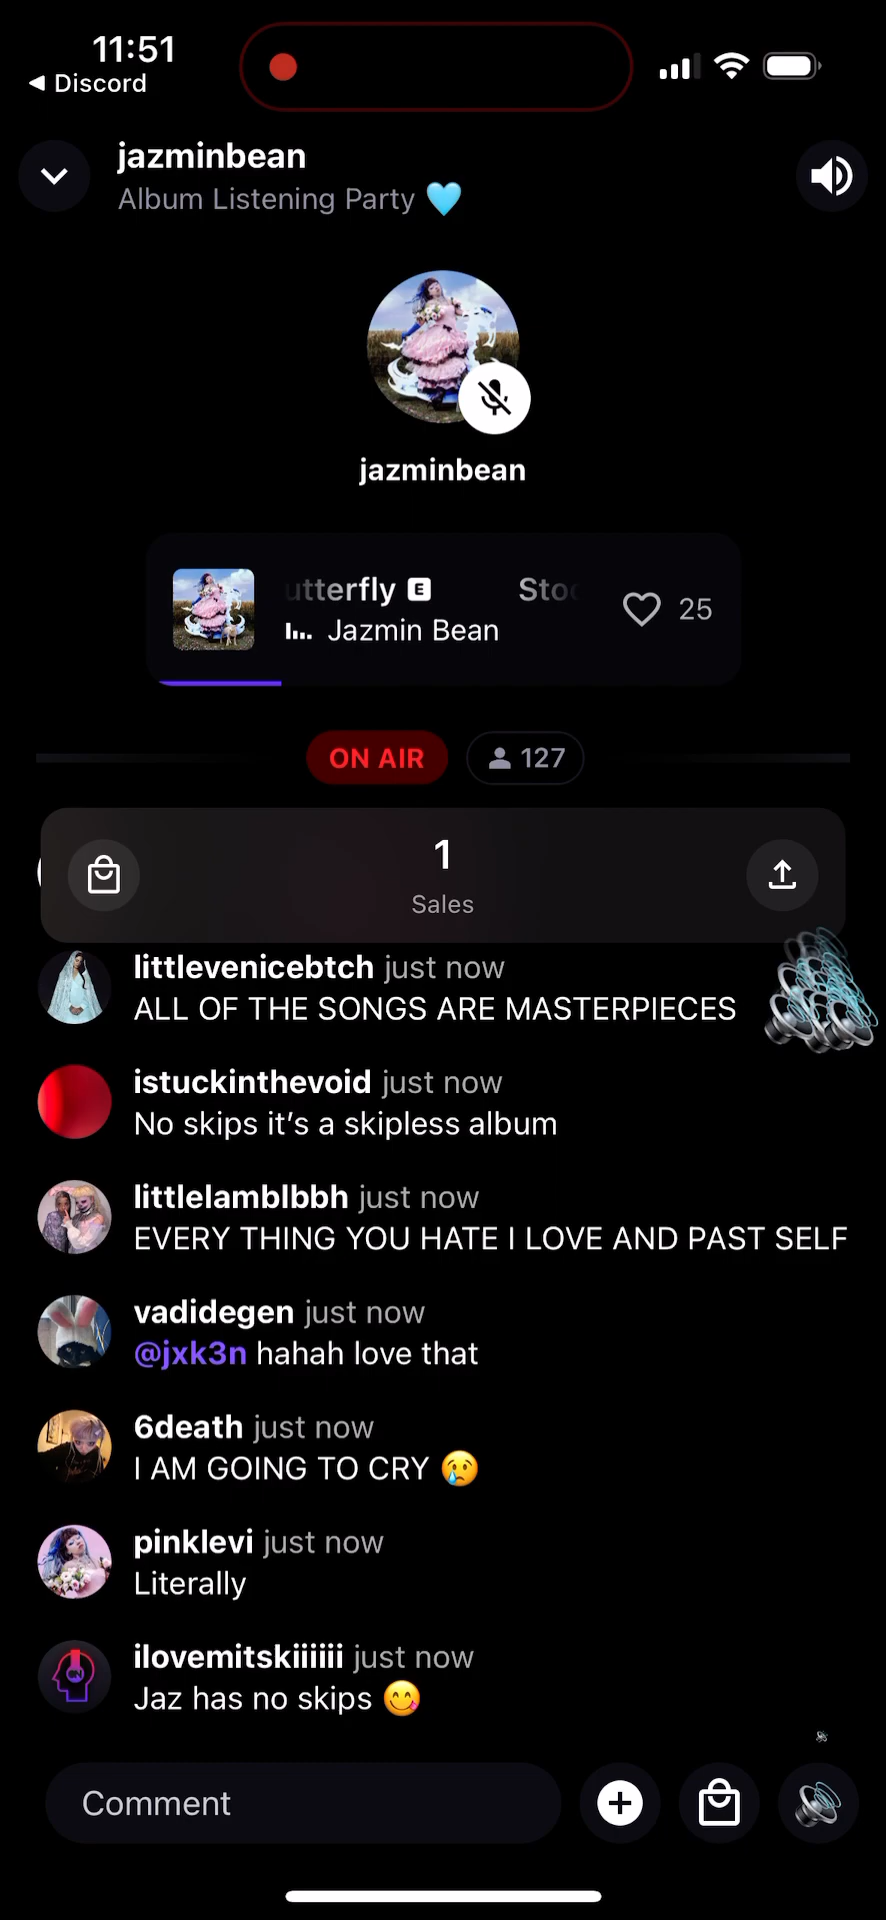 11:51
Discord
jazminbean
Album Listening Party 🩵
jazminbean
utterfly E Sto
Jazmin Bean
25
ON AIR
127
1
Sales
littlevenicebtch just now
ALL OF THE SONGS ARE MASTERPIECES
istuckinthevoid just now
No skips it’s a skipless album
littlelamblbbh just now
EVERY THING YOU HATE I LOVE AND PAST SELF
vadidegen just now
@jxk3n hahah love that
6death just now
I AM GOING TO CRY 😢
pinklevi just now
Literally
ilovemitskiiiiii just now
Jaz has no skips 😋
Comment